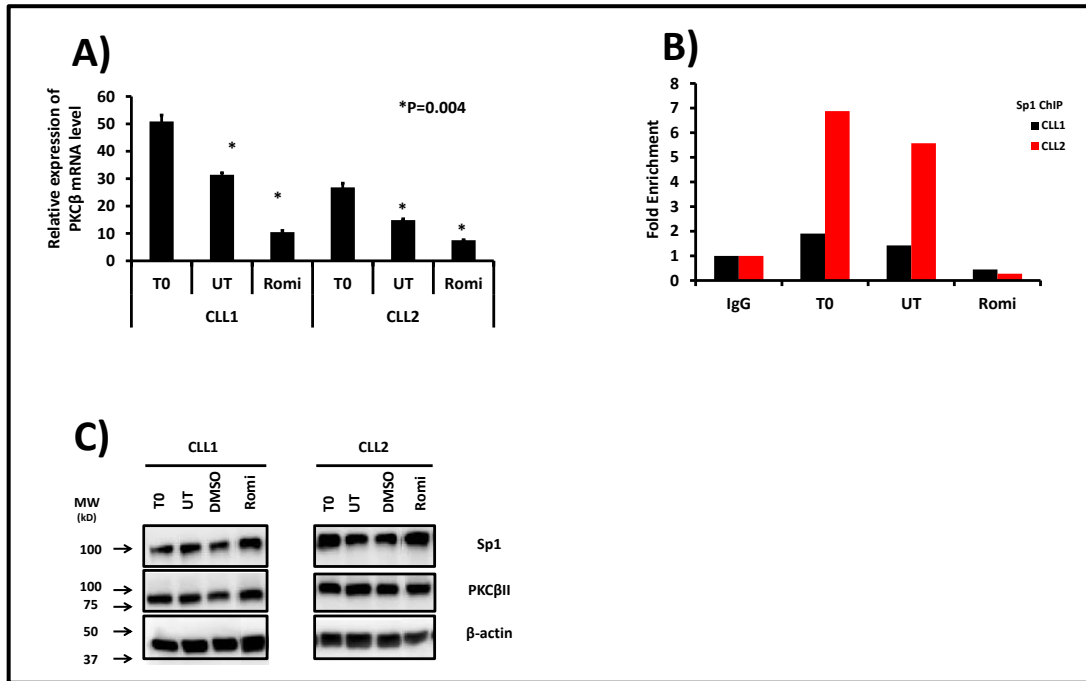 A)
Relative expression of
PKCβ mRNA level
60
50
40
30
20
10
0
*P=0.004
*
*
*
*
T0 UT Romi T0 UT Romi
CLL1 CLL2
B)
Fold Enrichment
8
7
6
5
4
3
2
1
0
IgG T0 UT Romi
Sp1 ChIP
CLL1
CLL2
C)
CLL1 CLL2
T0 UT DMSO Romi T0 UT DMSO Romi
MW
(kD)
100 Sp1
100 PKCβII
75
50 β-actin
37